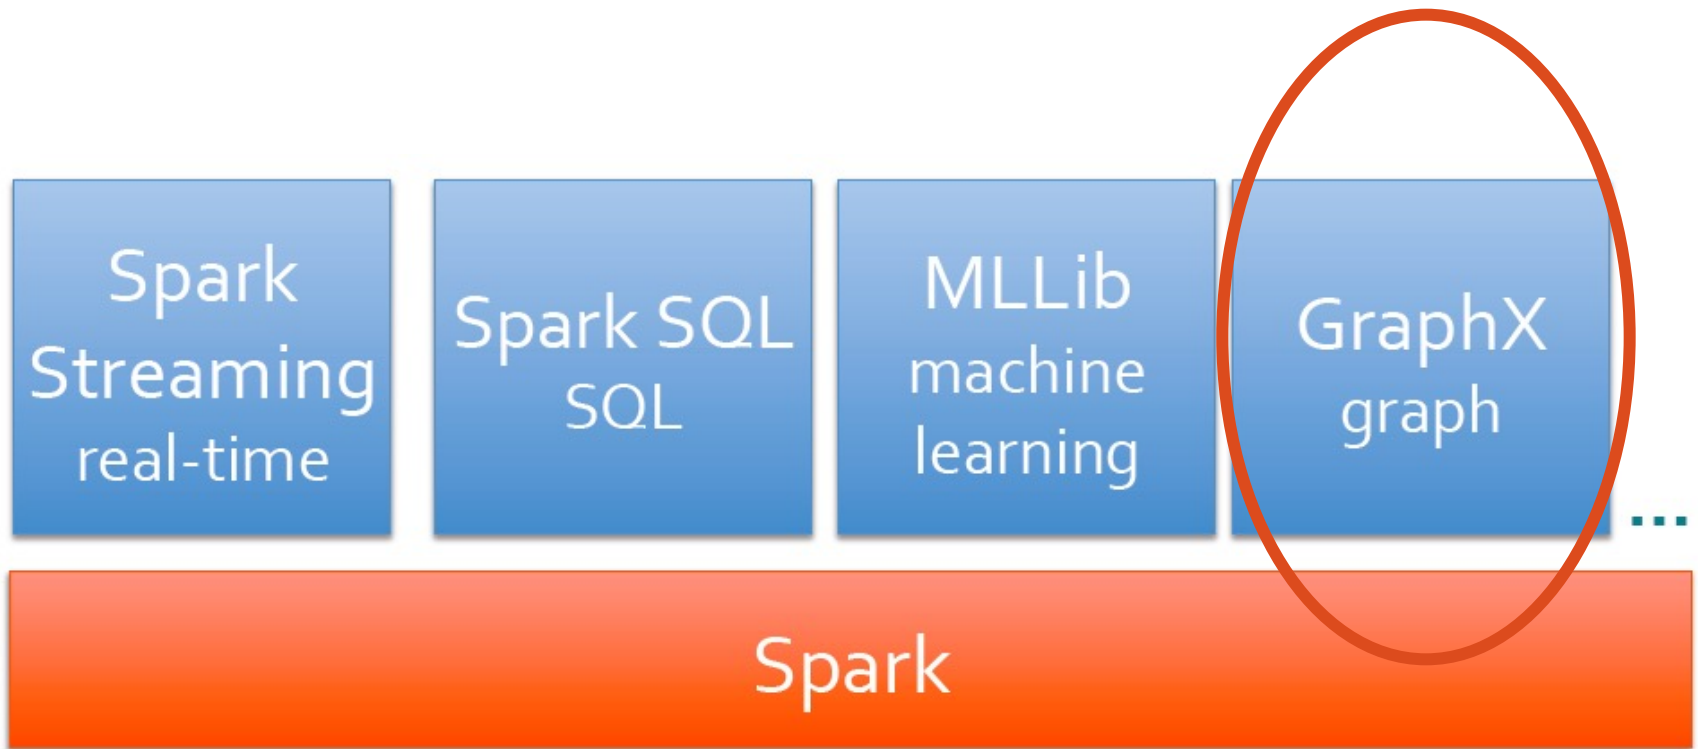 Spark
Streaming
real-time
Spark SQL
SQL
MLLib
machine
learning
GraphX
graph
...
Spark